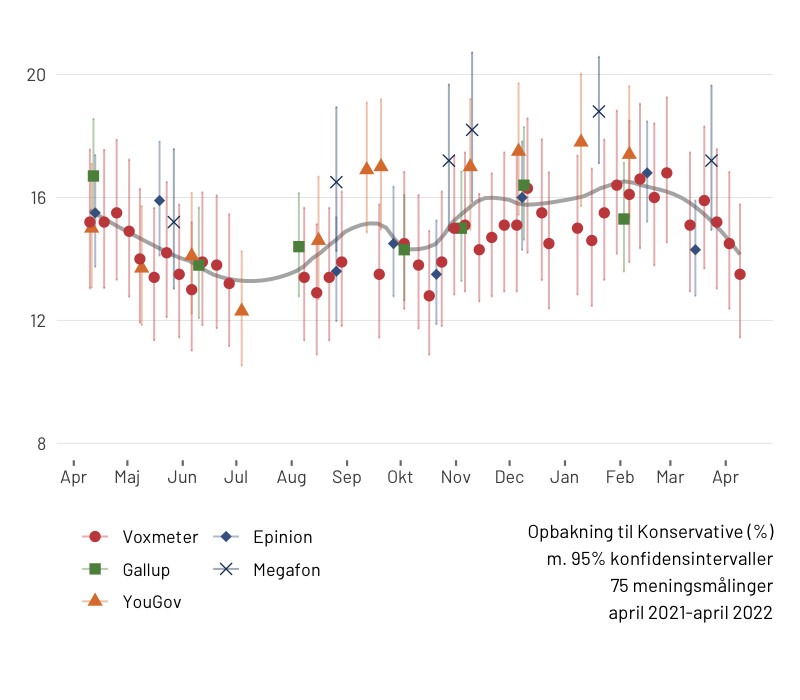 20
16
12
8
Apr Maj Jun Jul Aug Sep Okt Nov Dec Jan Feb Mar Apr
Voxmeter Epinion
Gallup Megafon
YouGov
Opbakning til Konservative (%)
m. 95% konfidensintervaller
75 meningsmålinger
april 2021-april 2022